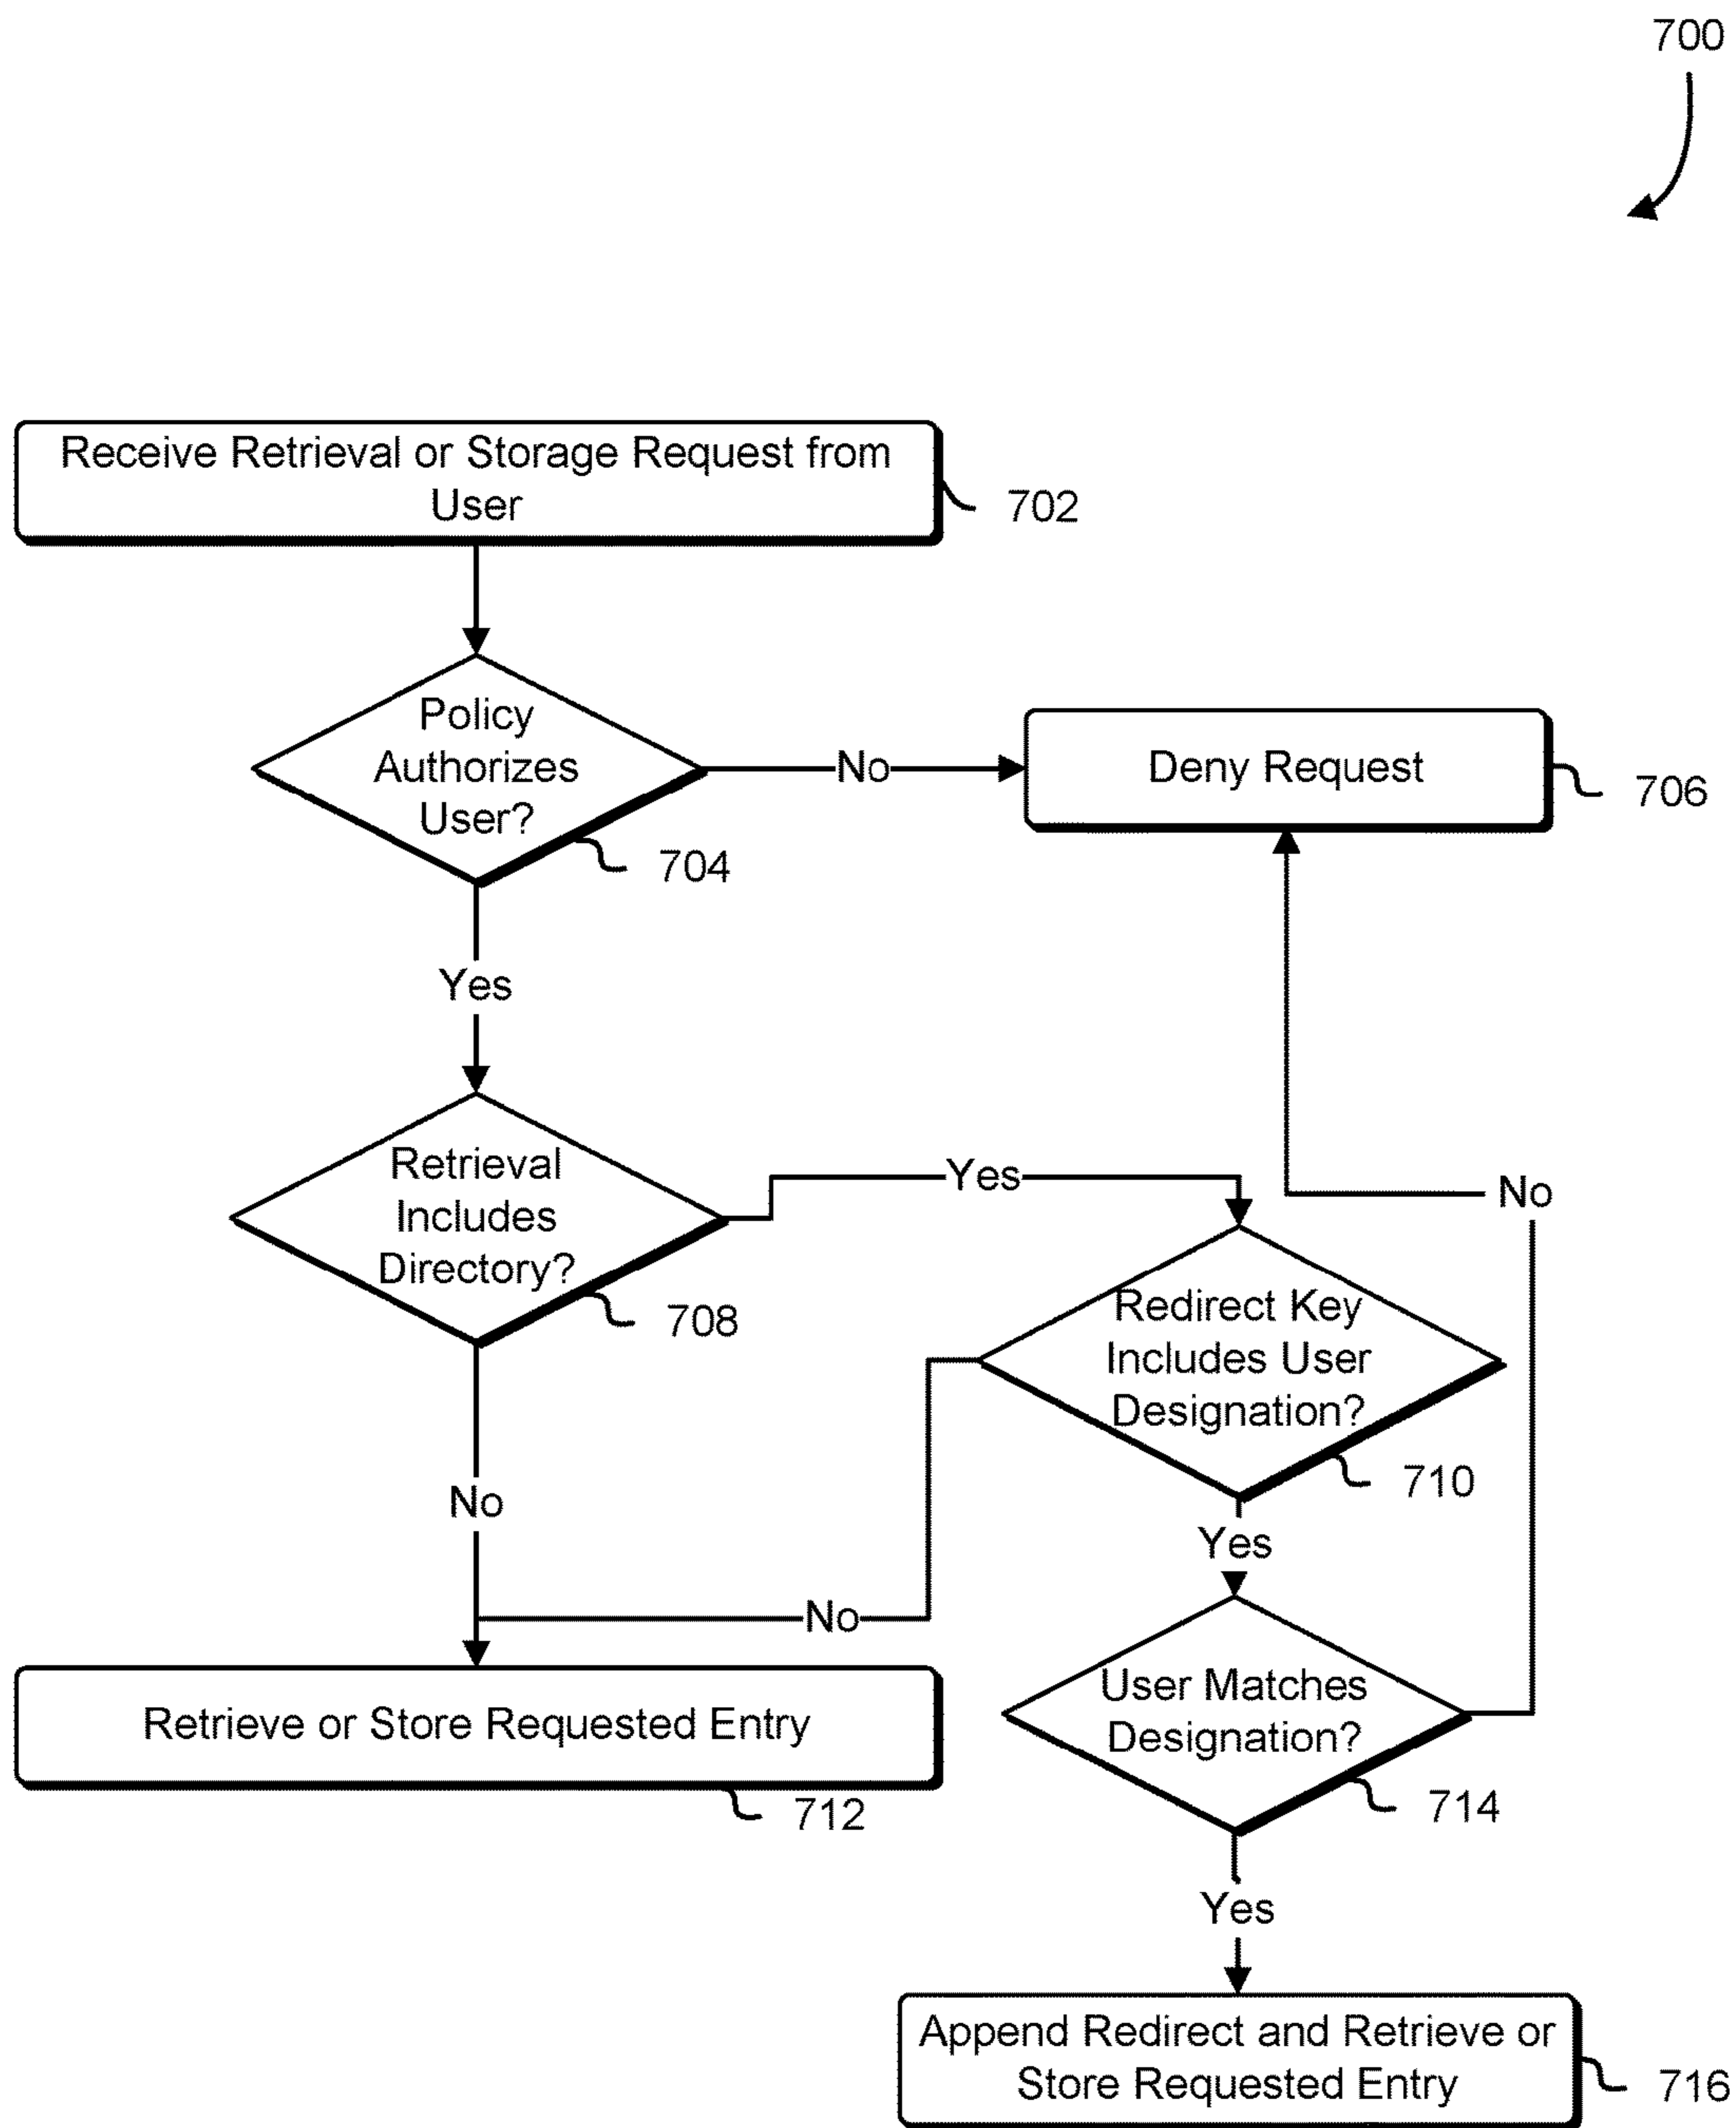 700
Receive Retrieval or Storage Request from
User
702
Policy
Authorizes
User?
704
No
Deny Request
706
Yes
Retrieval
Includes
Directory?
708
Yes
No
Redirect Key
Includes User
Designation?
710
No
Yes
No
Retrieve or Store Requested Entry
712
User Matches
Designation?
714
Yes
Append Redirect and Retrieve or
Store Requested Entry
716